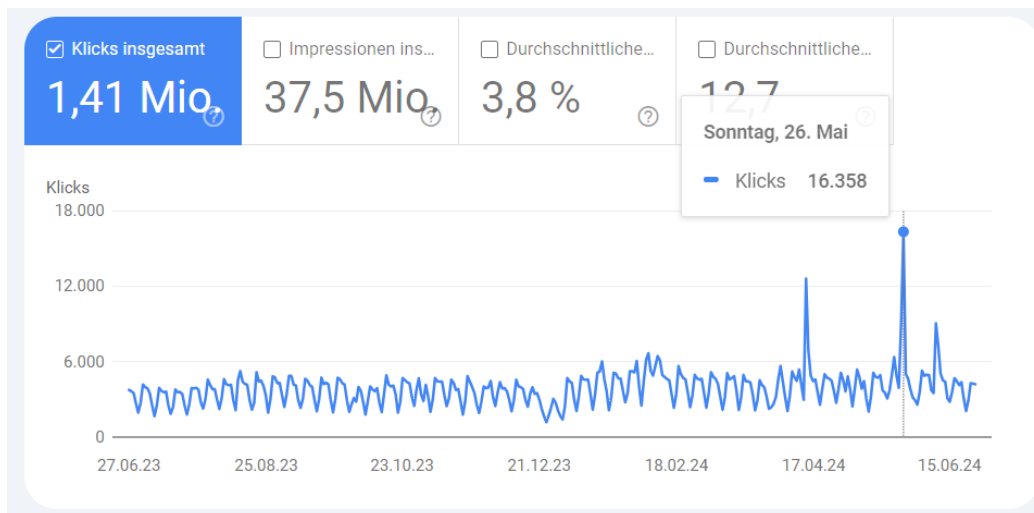 Klicks insgesamt
1,41 Mio.
Impressionen ins…
37,5 Mio.
Durchschnittliche…
3,8 %
Durchschnittliche…
12,7
Sonntag, 26. Mai
Klicks 16.358
Klicks
18.000
12.000
6.000
0
27.06.23 25.08.23 23.10.23 21.12.23 18.02.24 17.04.24 15.06.24